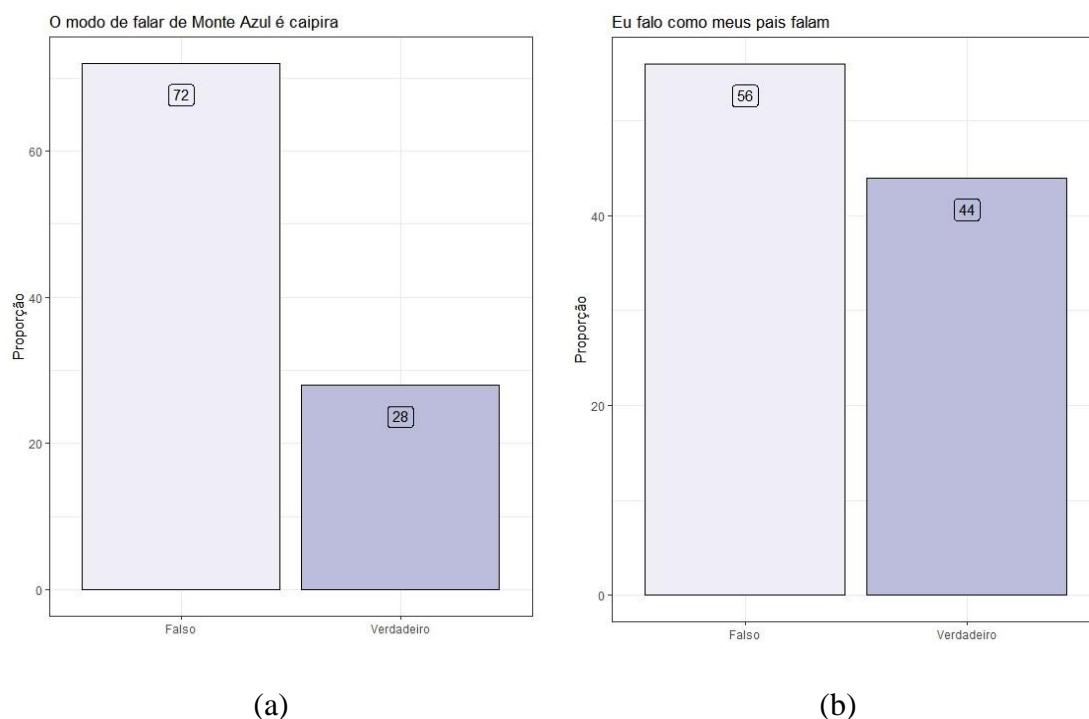 O modo de falar de Monte Azul é caipira
72
28
60
40
20
0
Proporção
Falso
Verdadeiro
(a)
Eu falo como meus pais falam
56
44
40
20
0
Proporção
Falso
Verdadeiro
(b)